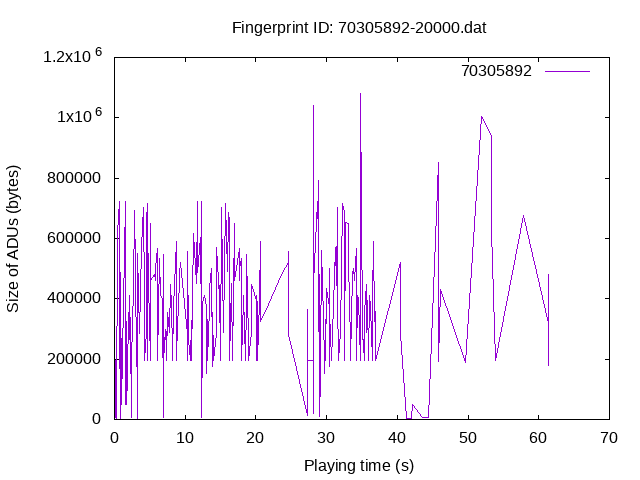 Fingerprint ID: 70305892-20000.dat
70305892
1.2x10^6
1x10^6
800000
600000
400000
200000
0
Size of ADUs (bytes)
0 10 20 30 40 50 60 70
Playing time (s)